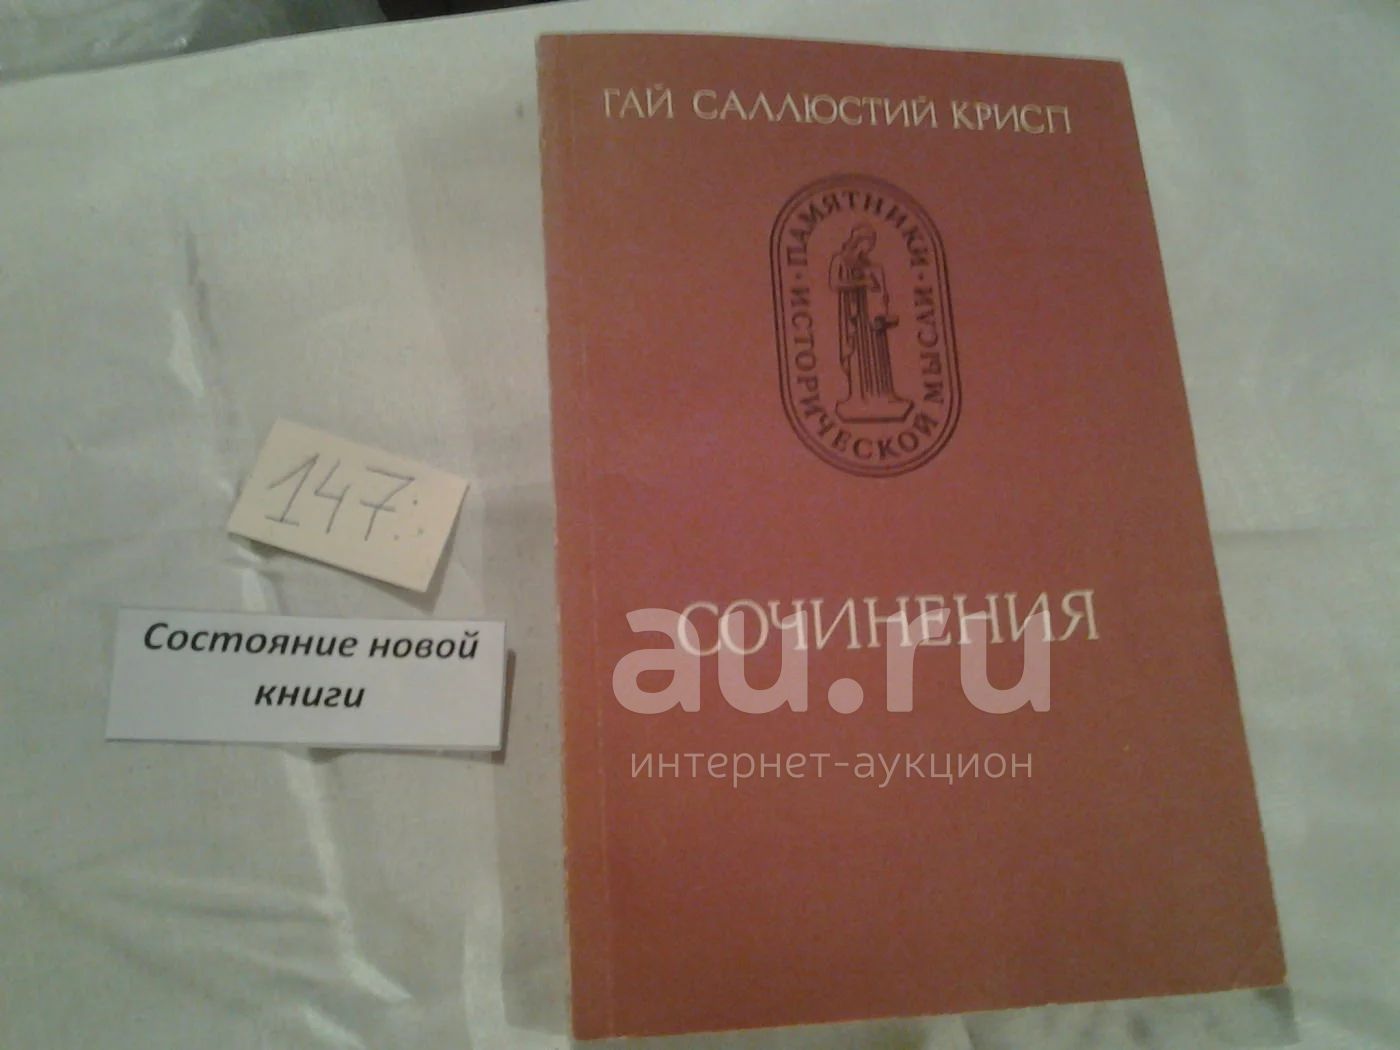 ГАЙ САЛЛЮСТИЙ КРИСП
ПАМЯТНИКИ
· ИСТОРИЧЕСКОЙ МЫСЛИ ·
СОЧИНЕНИЯ
au.ru
интернет-аукцион
147
Состояние новой
книги